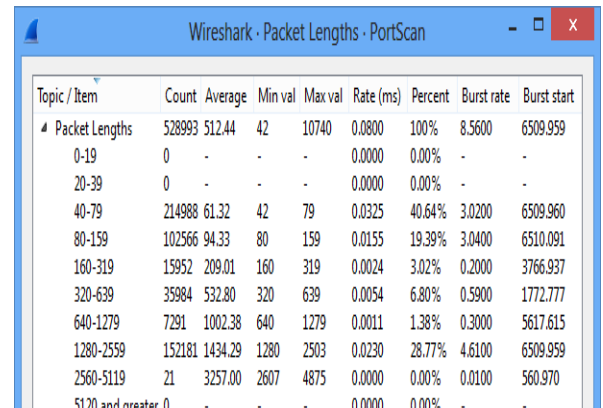 Wireshark · Packet Lengths · PortScan
Topic / Item Count Average Min val Max val Rate (ms) Percent Burst rate Burst start
Packet Lengths 528993 512.44 42 10740 0.0800 100% 8.5600 6509.959
0-19 0 - - - 0.0000 0.00% - -
20-39 0 - - - 0.0000 0.00% - -
40-79 214988 61.32 42 79 0.0325 40.64% 3.0200 6509.960
80-159 102566 94.33 80 159 0.0155 19.39% 3.0400 6510.091
160-319 15952 209.01 160 319 0.0024 3.02% 0.2000 3766.937
320-639 35984 532.80 320 639 0.0054 6.80% 0.5900 1772.777
640-1279 7291 1002.38 640 1279 0.0011 1.38% 0.3000 5617.615
1280-2559 152181 1434.29 1280 2503 0.0230 28.77% 4.6100 6509.959
2560-5119 21 3257.00 2607 4875 0.0000 0.00% 0.0100 560.970
5120 and greater 0 - - - 0.0000 0.00% - -